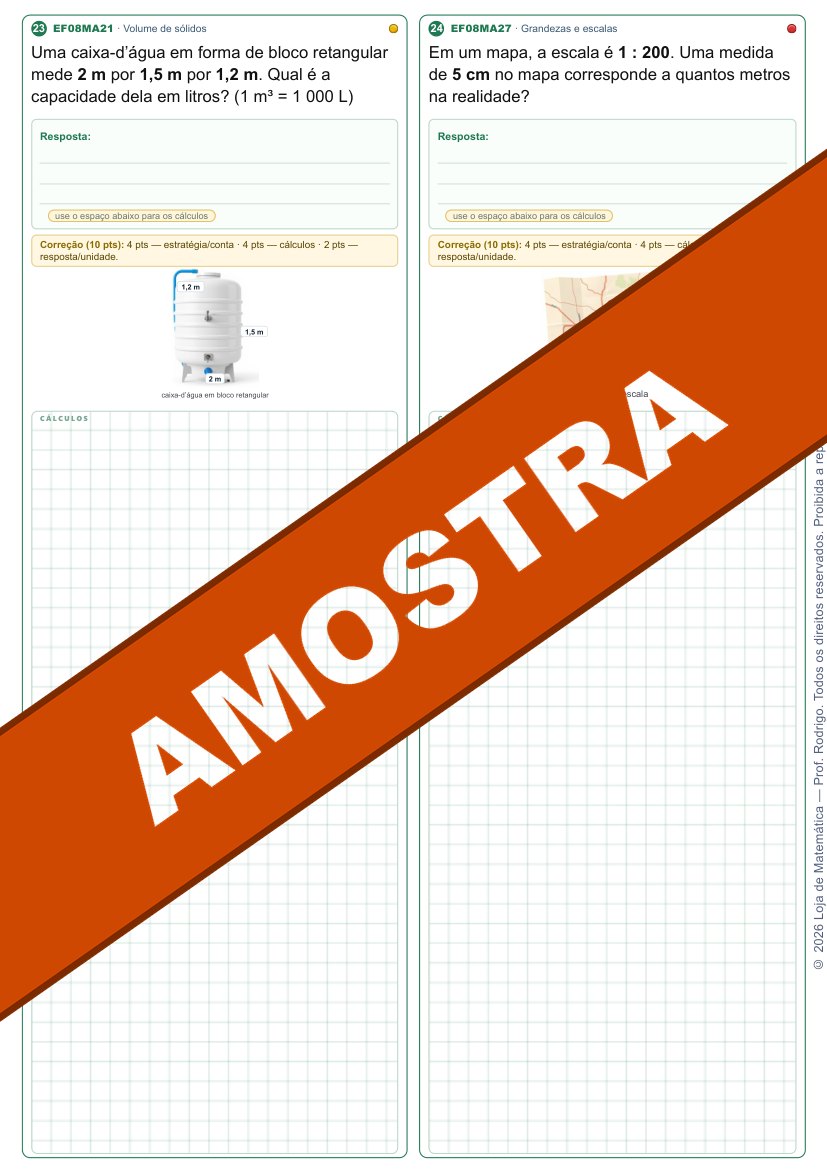 23 EF08MA21 · Volume de sólidos
Uma caixa-d’água em forma de bloco retangular
mede 2 m por 1,5 m por 1,2 m. Qual é a
capacidade dela em litros? (1 m³ = 1 000 L)
Resposta:
use o espaço abaixo para os cálculos
Correção (10 pts): 4 pts — estratégia/conta · 4 pts — cálculos · 2 pts —
resposta/unidade.
1,2 m
1,5 m
2 m
caixa-d’água em bloco retangular
CÁLCULOS
24 EF08MA27 · Grandezas e escalas
Em um mapa, a escala é 1 : 200. Uma medida
de 5 cm no mapa corresponde a quantos metros
na realidade?
Resposta:
use o espaço abaixo para os cálculos
Correção (10 pts): 4 pts — estratégia/conta · 4 pts —
resposta/unidade.
AMOSTRA
© 2026 Loja de Matemática — Prof. Rodrigo. Todos os direitos reservados. Proibida a